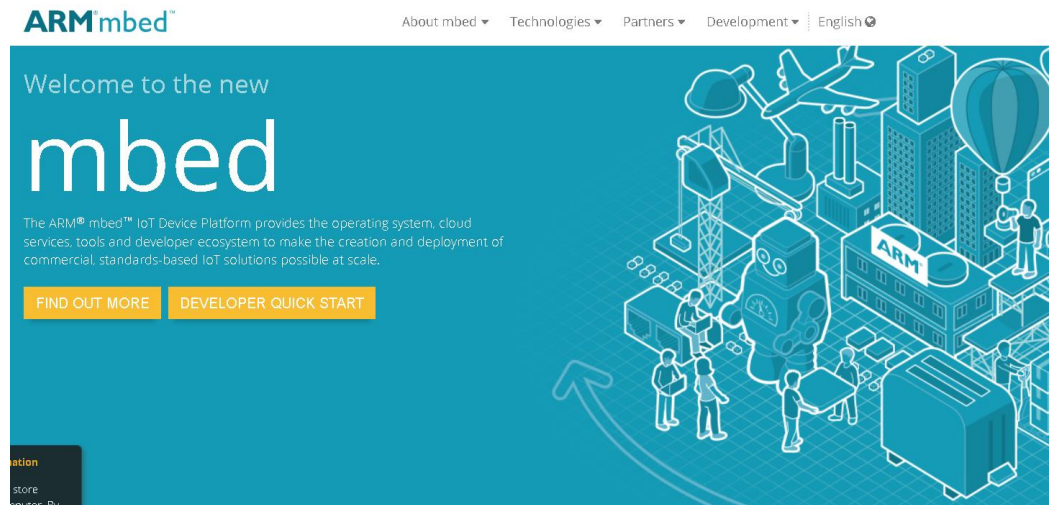 ARM®mbed™
About mbed Technologies Partners Development English
Welcome to the new
mbed
The ARM® mbed™ IoT Device Platform provides the operating system, cloud
services, tools and developer ecosystem to make the creation and deployment of
commercial, standards-based IoT solutions possible at scale.
FIND OUT MORE DEVELOPER QUICK START
ARM
store